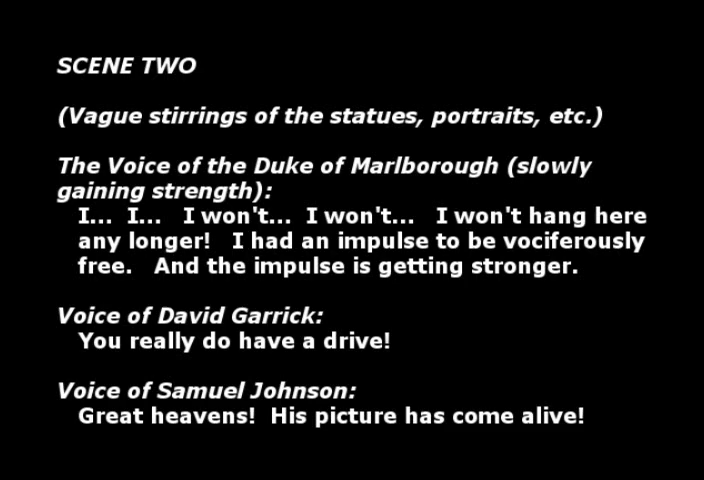 SCENE TWO
(Vague stirrings of the statues, portraits, etc.)
The Voice of the Duke of Marlborough (slowly
gaining strength):
I... I... I won't... I won't... I won't hang here
any longer! I had an impulse to be vociferously
free. And the impulse is getting stronger.
Voice of David Garrick:
You really do have a drive!
Voice of Samuel Johnson:
Great heavens! His picture has come alive!